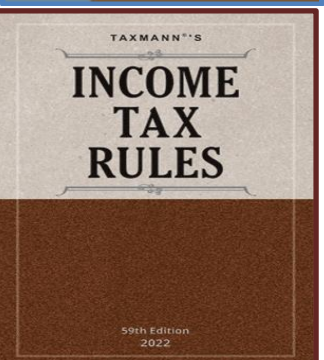 TAXMANN®'S
INCOME
TAX
RULES
59th Edition
2022